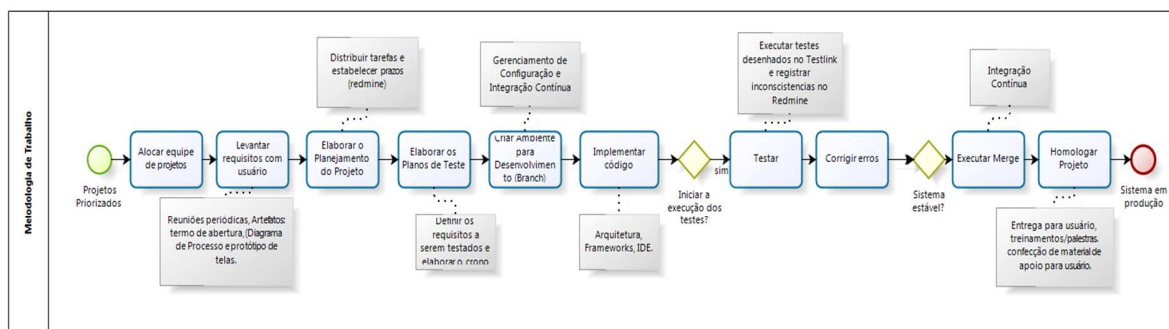 Metodologia de Trabalho
Projetos
Priorizados
Alocar equipe
de projetos
Levantar
requisitos com
usuário
Reuniões periódicas, Artefatos:
termo de abertura, (Diagrama
de Processo e protótipo de
telas.
Distribuir tarefas e
estabelecer prazos
(redmine)
Elaborar o
Planejamento
do Projeto
Elaborar os
Planos de Teste
Definir os
requisitos a
serem testados e
elaborar o crono
Gerenciamento de
Configuração e
Integração Contínua
Criar Ambiente
para
Desenvolvimen
to (Branch)
Implementar
código
Arquitetura,
Frameworks, IDE.
Iniciar a
execução dos
testes?
sim
Executar testes
desenhados no Testlink
e registrar
inconscistencias no
Redmine
Testar
Corrigir erros
Sistema
estável?
Integração
Contínua
Executar Merge
Homologar
Projeto
Entrega para usuário,
treinamentos/palestras.
confecção de material de
apoio para usuário.
Sistema em
produção